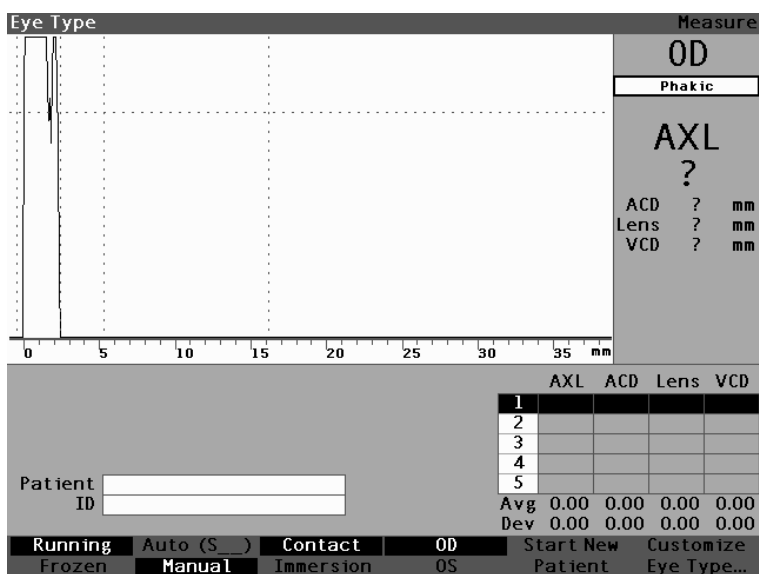 Eye Type Measure
OD
Phakic
AXL
?
ACD ? mm
Lens ? mm
VCD ? mm
0 5 10 15 20 25 30 35 mm
AXL ACD Lens VCD
1
2
3
4
5
Patient
ID
Avg 0.00 0.00 0.00 0.00
Dev 0.00 0.00 0.00 0.00
Running Auto (S__) Contact OD Start New Customize
Frozen Manual Immersion OS Patient Eye Type...